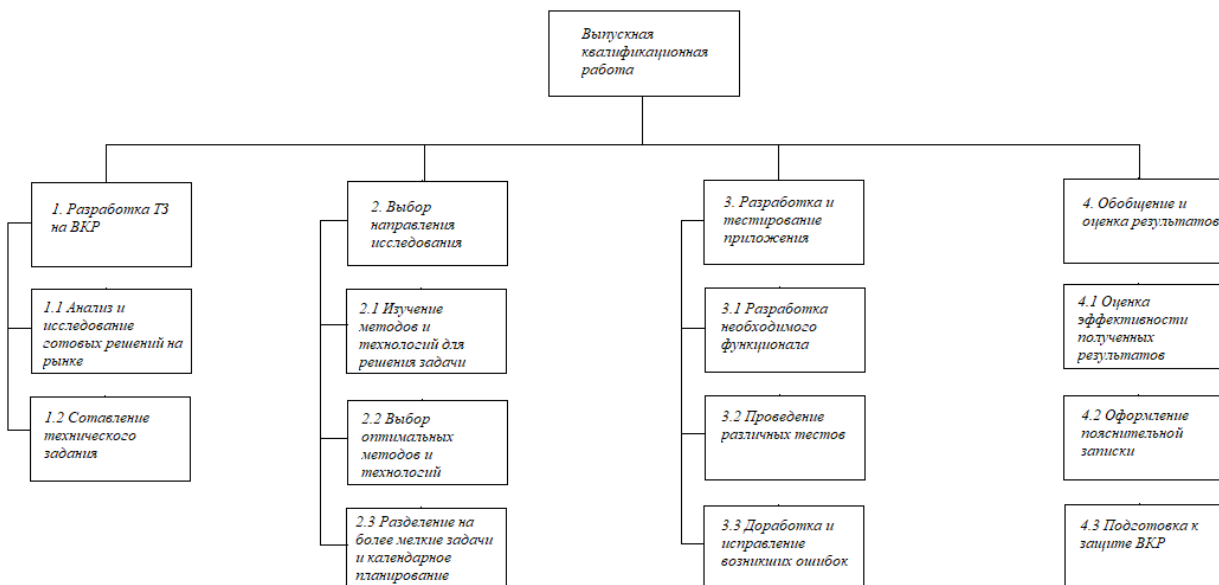 Выпускная
квалификационная
работа
1. Разработка ТЗ
на ВКР
1.1 Анализ и
исследование
готовых решений на
рынке
1.2 Сотавление
технического
задания
2. Выбор
направления
исследования
2.1 Изучение
методов и
технологий для
решения задачи
2.2 Выбор
оптимальных
методов и
технологий
2.3 Разделение на
более мелкие задачи
и календарное
планирование
3. Разработка и
тестирование
приложения
3.1 Разработка
необходимого
функционала
3.2 Проведение
различных тестов
3.3 Доработка и
исправление
возникших ошибок
4. Обобщение и
оценка результатов
4.1 Оценка
эффективности
полученных
результатов
4.2 Оформление
пояснительной
записки
4.3 Подготовка к
защите ВКР